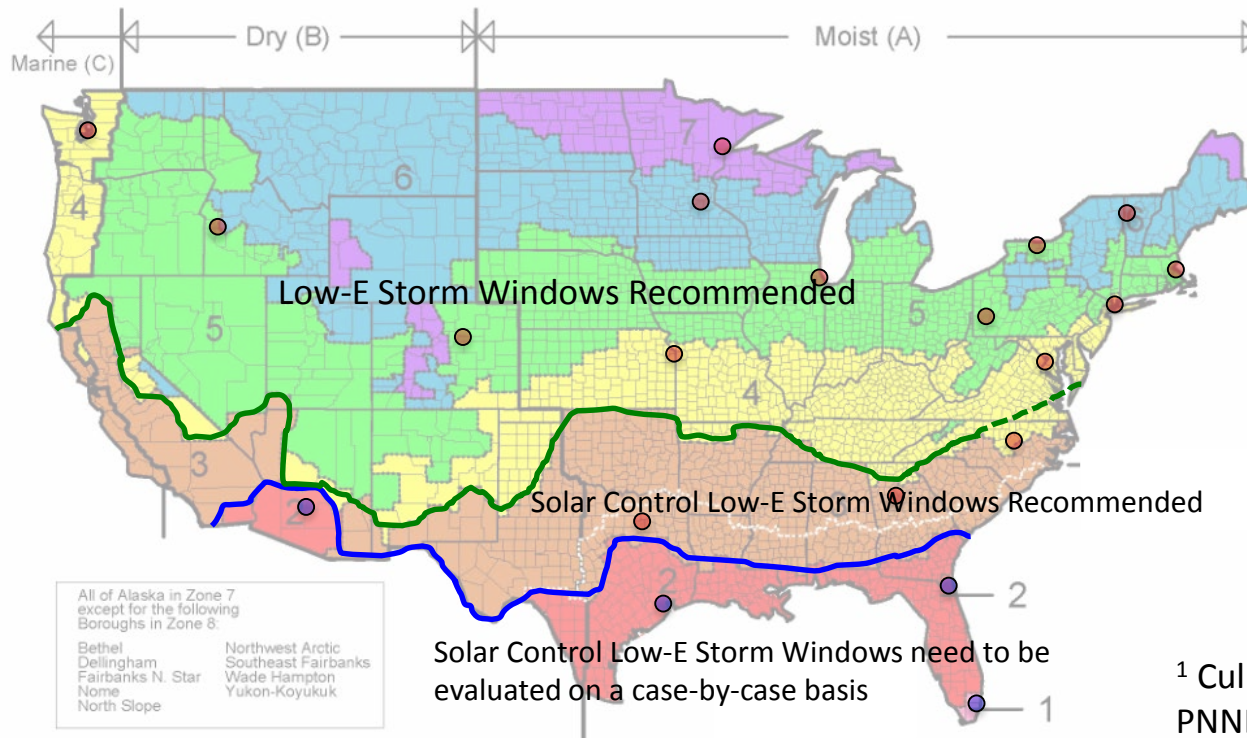 Marine (C)
Dry (B)
Moist (A)
7
6
4
6
Low-E Storm Windows Recommended
5
5
4
3
3
Solar Control Low-E Storm Windows Recommended
2
2
2
1
All of Alaska in Zone 7
except for the following
Boroughs in Zone 8:
Bethel
Dellingham
Fairbanks N. Star
Nome
North Slope
Northwest Arctic
Southeast Fairbanks
Wade Hampton
Yukon-Koyukuk
Solar Control Low-E Storm Windows need to be
evaluated on a case-by-case basis
1 Cul
PNN